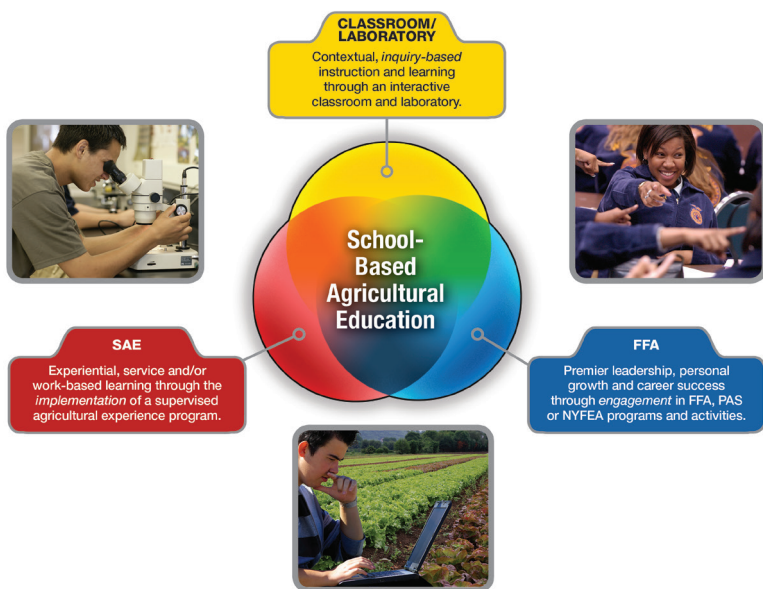 CLASSROOM/
LABORATORY
Contextual, inquiry-based
instruction and learning
through an interactive
classroom and laboratory.
School-
Based
Agricultural
Education
SAE
Experiential, service and/or
work-based learning through the
implementation of a supervised
agricultural experience program.
FFA
Premier leadership, personal
growth and career success
through engagement in FFA, PAS
or NYFEA programs and activities.